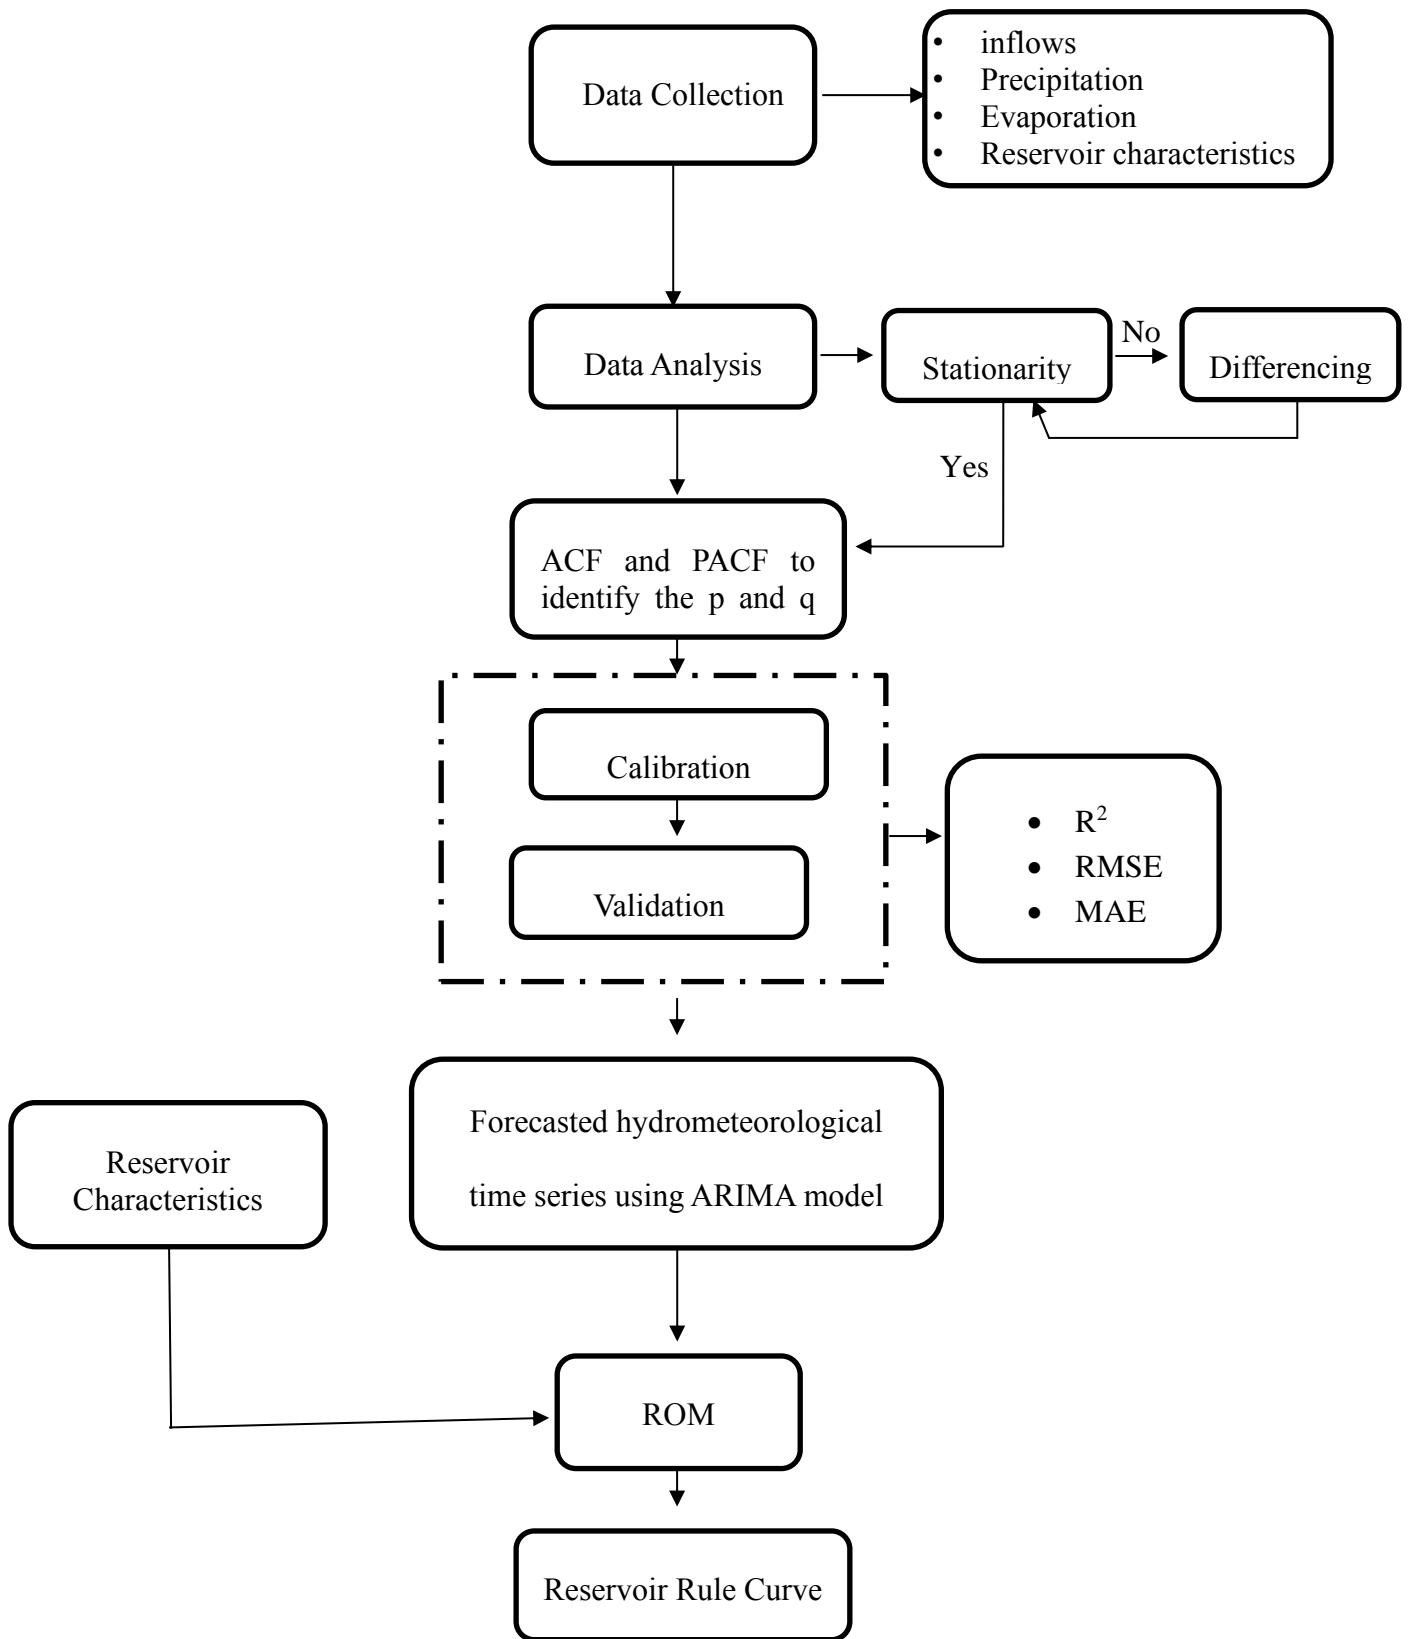 Data Collection
• inflows
• Precipitation
• Evaporation
• Reservoir characteristics
Data Analysis
Stationarity
No
Differencing
Yes
ACF and PACF to
identify the p and q
Calibration
Validation
• R²
• RMSE
• MAE
Forecasted hydrometeorological
time series using ARIMA model
Reservoir
Characteristics
ROM
Reservoir Rule Curve